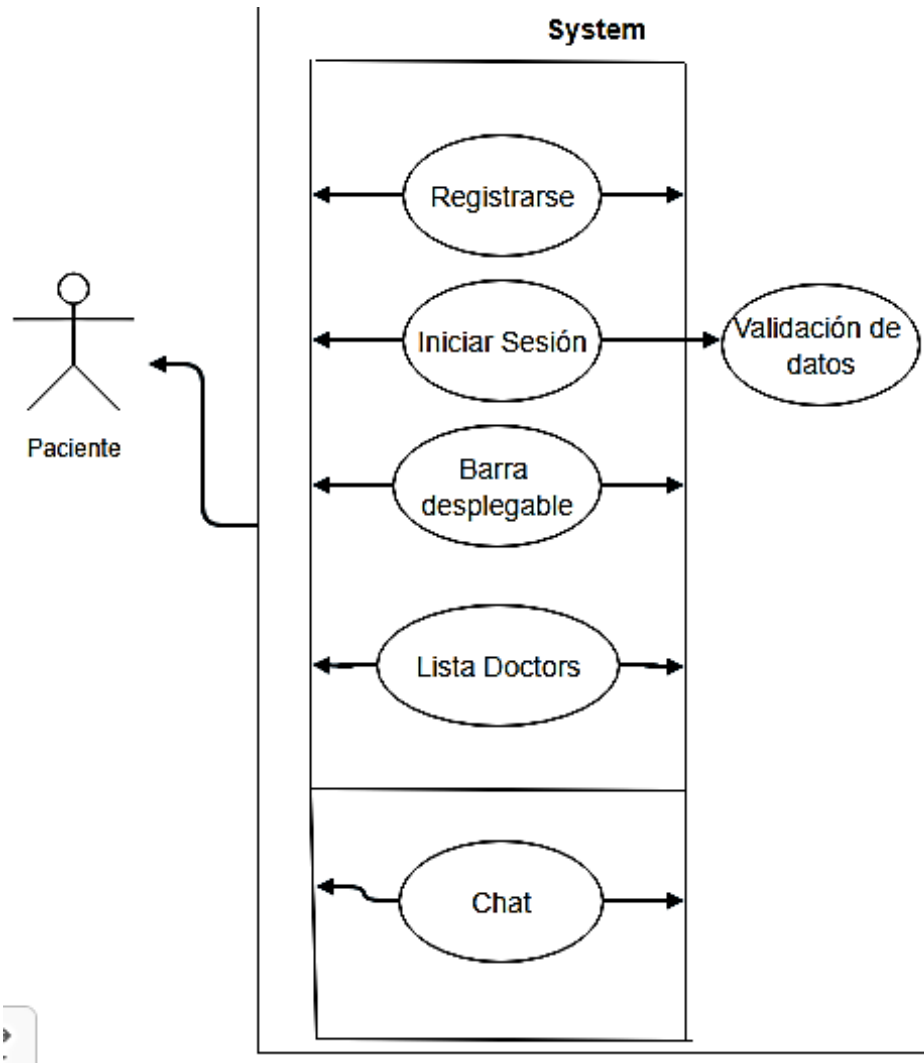 System
Registrarse
Iniciar Sesión
Validación de
datos
Paciente
Barra
desplegable
Lista Doctors
Chat